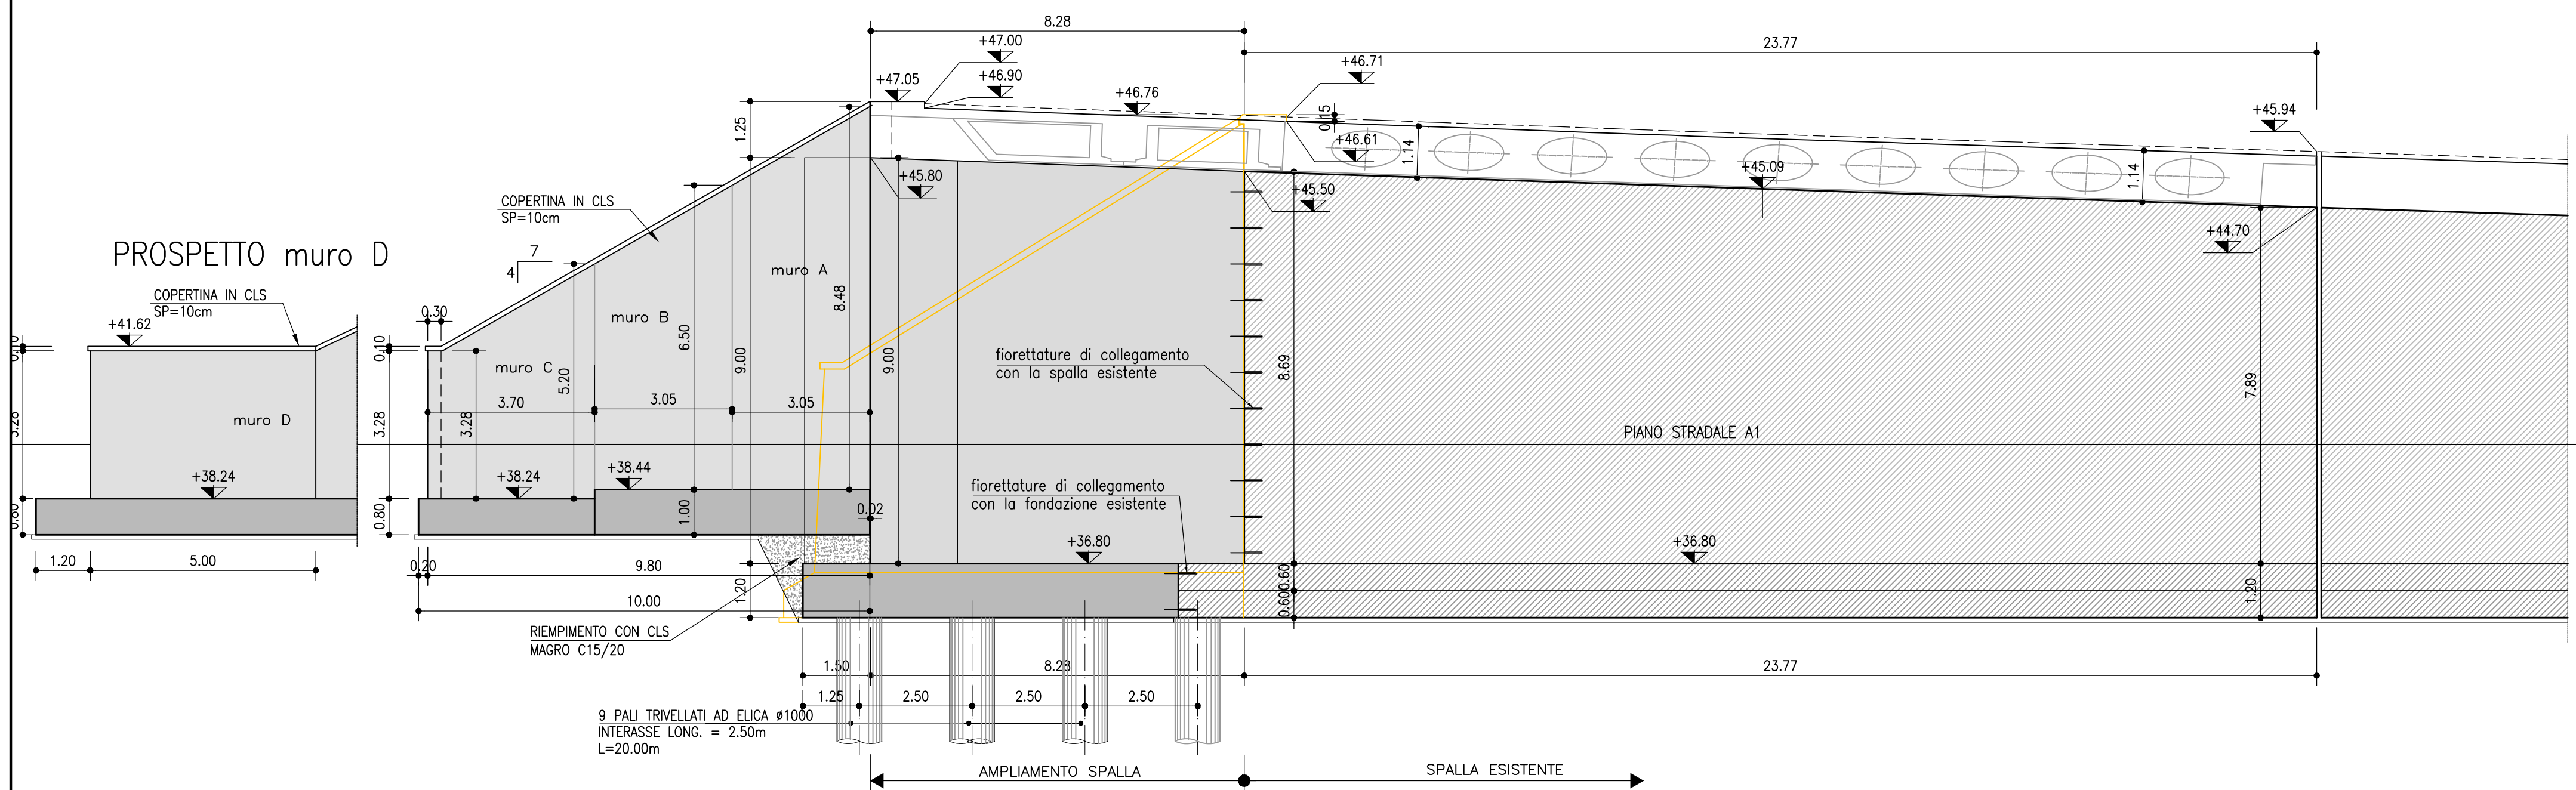 8.28
23.77
+47.00
+46.71
+47.05
+46.90
+46.76
+45.94
1.25
0.15
+46.61
1.14
1.14
+45.80
+45.50
+45.09
+44.70
COPERTINA IN CLS
SP=10cm
PROSPETTO muro D
7
4
muro A
COPERTINA IN CLS
SP=10cm
+41.62
0.30
muro B
8.48
0.10
6.50
9.00
9.00
fiorettature di collegamento
con la spalla esistente
8.69
7.89
muro C
5.20
3.70
3.05
3.05
muro D
3.28
3.28
3.28
PIANO STRADALE A1
+38.24
+38.24
+38.44
fiorettature di collegamento
con la fondazione esistente
0.80
0.80
1.00
0.02
+36.80
+36.80
1.20
5.00
0.20
9.80
1.20
0.60
0.60
1.20
10.00
RIEMPIMENTO CON CLS
MAGRO C15/20
1.50
8.28
23.77
1.25
2.50
2.50
2.50
9 PALI TRIVELLATI AD ELICA ø1000
INTERASSE LONG. = 2.50m
L=20.00m
AMPLIAMENTO SPALLA
SPALLA ESISTENTE